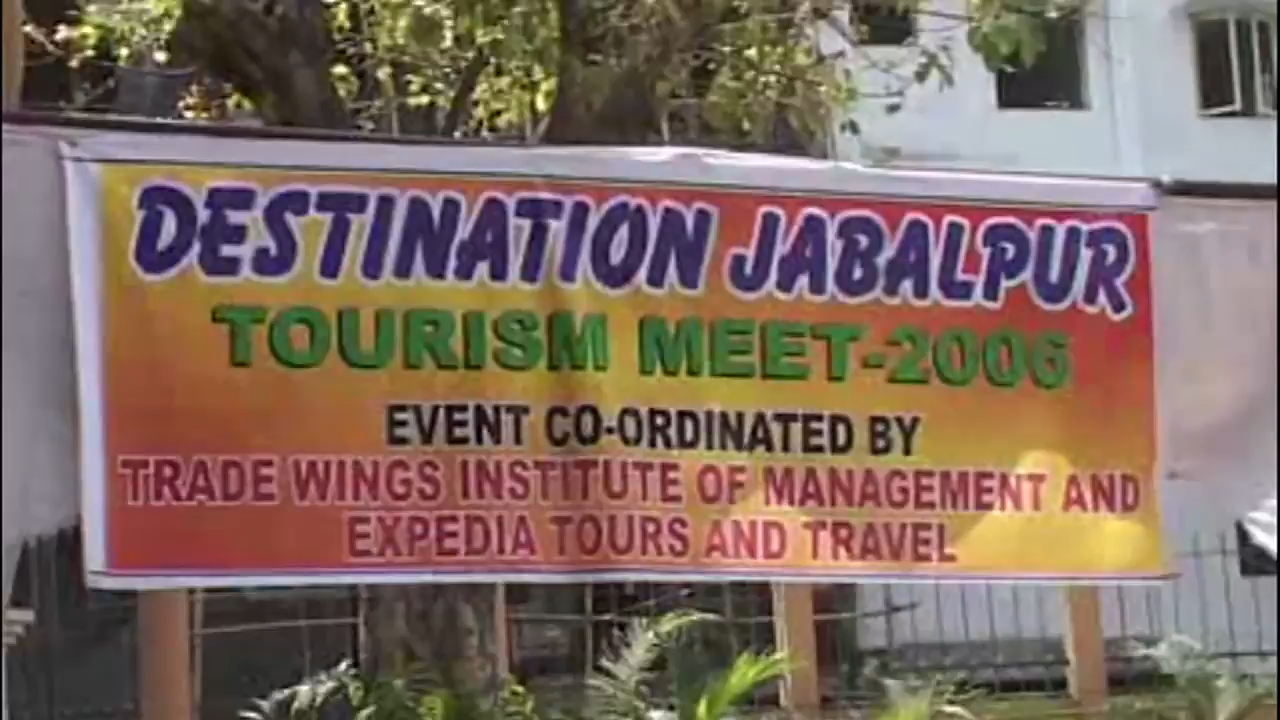 DESTINATION JABALPUR
TOURISM MEET-2006
EVENT CO-ORDINATED BY
TRADE WINGS INSTITUTE OF MANAGEMENT AND
EXPEDIA TOURS AND TRAVEL